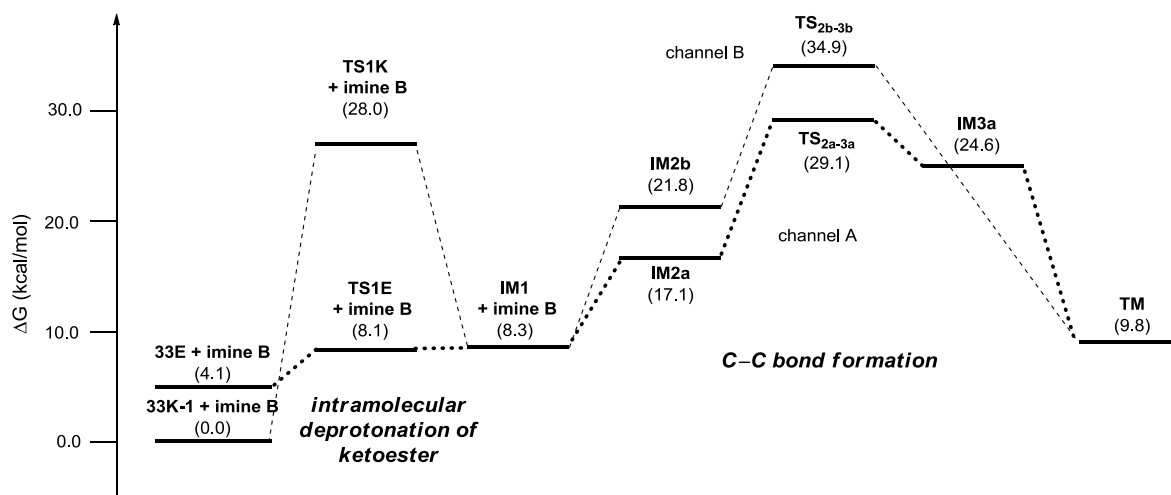 ΔG (kcal/mol)
30.0
20.0
10.0
0.0
33E + imine B
(4.1)
33K-1 + imine B
(0.0)
TS1K
+ imine B
(28.0)
TS1E
+ imine B
(8.1)
intramolecular
deprotonation of
ketoester
IM1
+ imine B
(8.3)
IM2b
(21.8)
IM2a
(17.1)
channel B
TS2b-3b
(34.9)
TS2a-3a
(29.1)
channel A
C–C bond formation
IM3a
(24.6)
TM
(9.8)